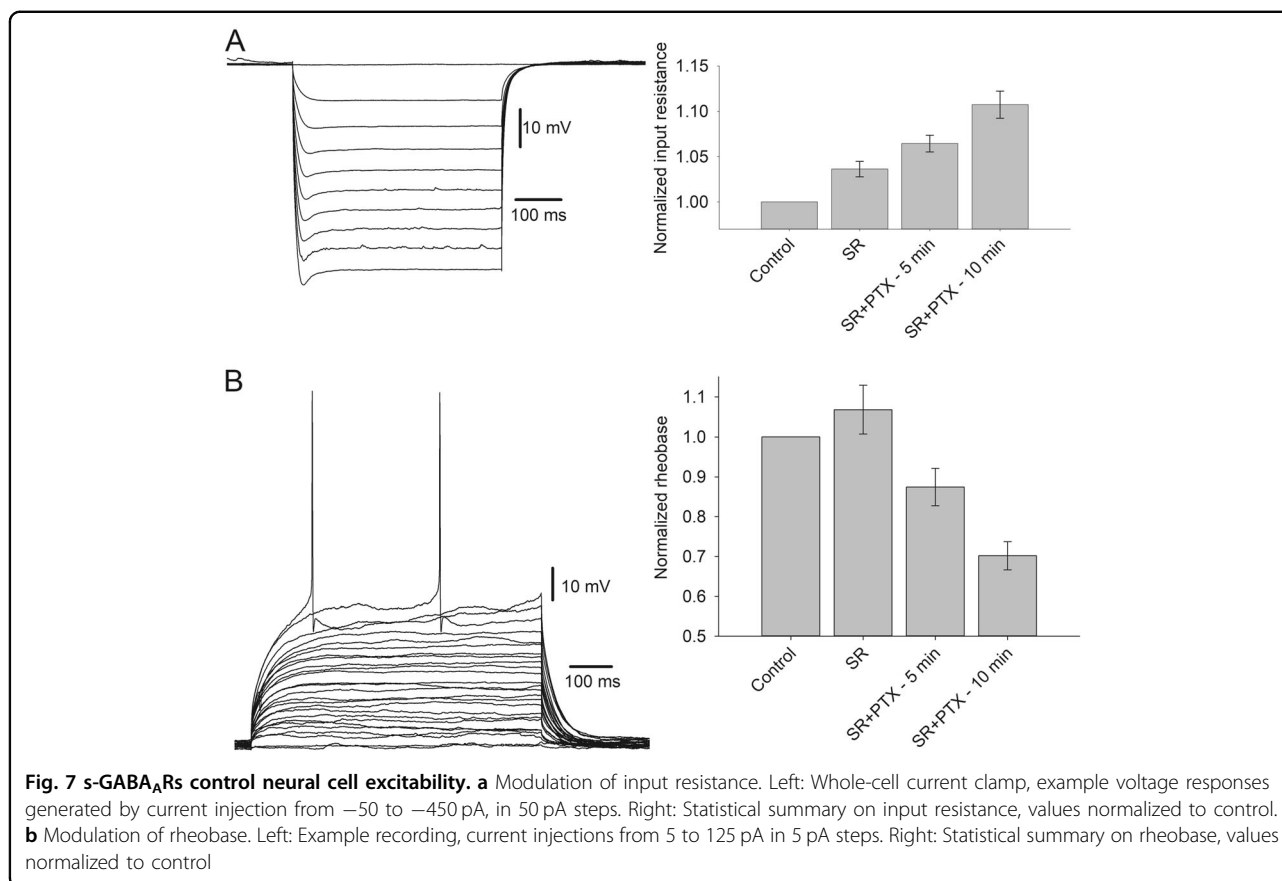 A
10 mV
100 ms
Normalized input resistance
1.15
1.10
1.05
1.00
Control
SR
SR+PTX - 5 min
SR+PTX - 10 min
B
10 mV
100 ms
Normalized rheobase
1.1
1.0
0.9
0.8
0.7
0.6
0.5
Control
SR
SR+PTX - 5 min
SR+PTX - 10 min
Fig. 7 s-GABA_ARs control neural cell excitability. a Modulation of input resistance. Left: Whole-cell current clamp, example voltage responses
generated by current injection from −50 to −450 pA, in 50 pA steps. Right: Statistical summary on input resistance, values normalized to control.
b Modulation of rheobase. Left: Example recording, current injections from 5 to 125 pA in 5 pA steps. Right: Statistical summary on rheobase, values
normalized to control